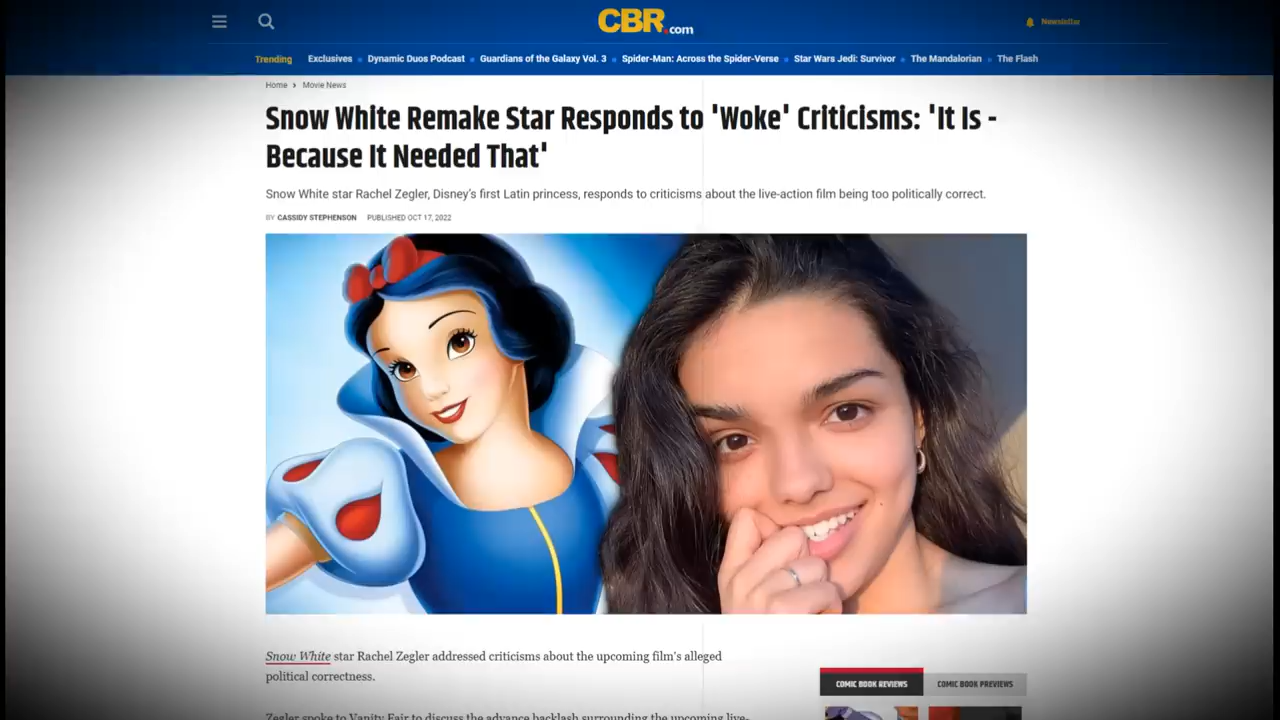 CBR.com
Newsletter
Trending Exclusives Dynamic Duos Podcast Guardians of the Galaxy Vol. 3 Spider-Man: Across the Spider-Verse Star Wars Jedi: Survivor The Mandalorian The Flash
Home > Movie News
Snow White Remake Star Responds to 'Woke' Criticisms: 'It Is -
Because It Needed That'
Snow White star Rachel Zegler, Disney's first Latin princess, responds to criticisms about the live-action film being too politically correct.
BY CASSIDY STEPHENSON PUBLISHED OCT 17, 2022
Snow White star Rachel Zegler addressed criticisms about the upcoming film's alleged
political correctness.
COMIC BOOK REVIEWS COMIC BOOK PREVIEWS
Zegler spoke to Vanity Fair to discuss the advance backlash surrounding the upcoming live-